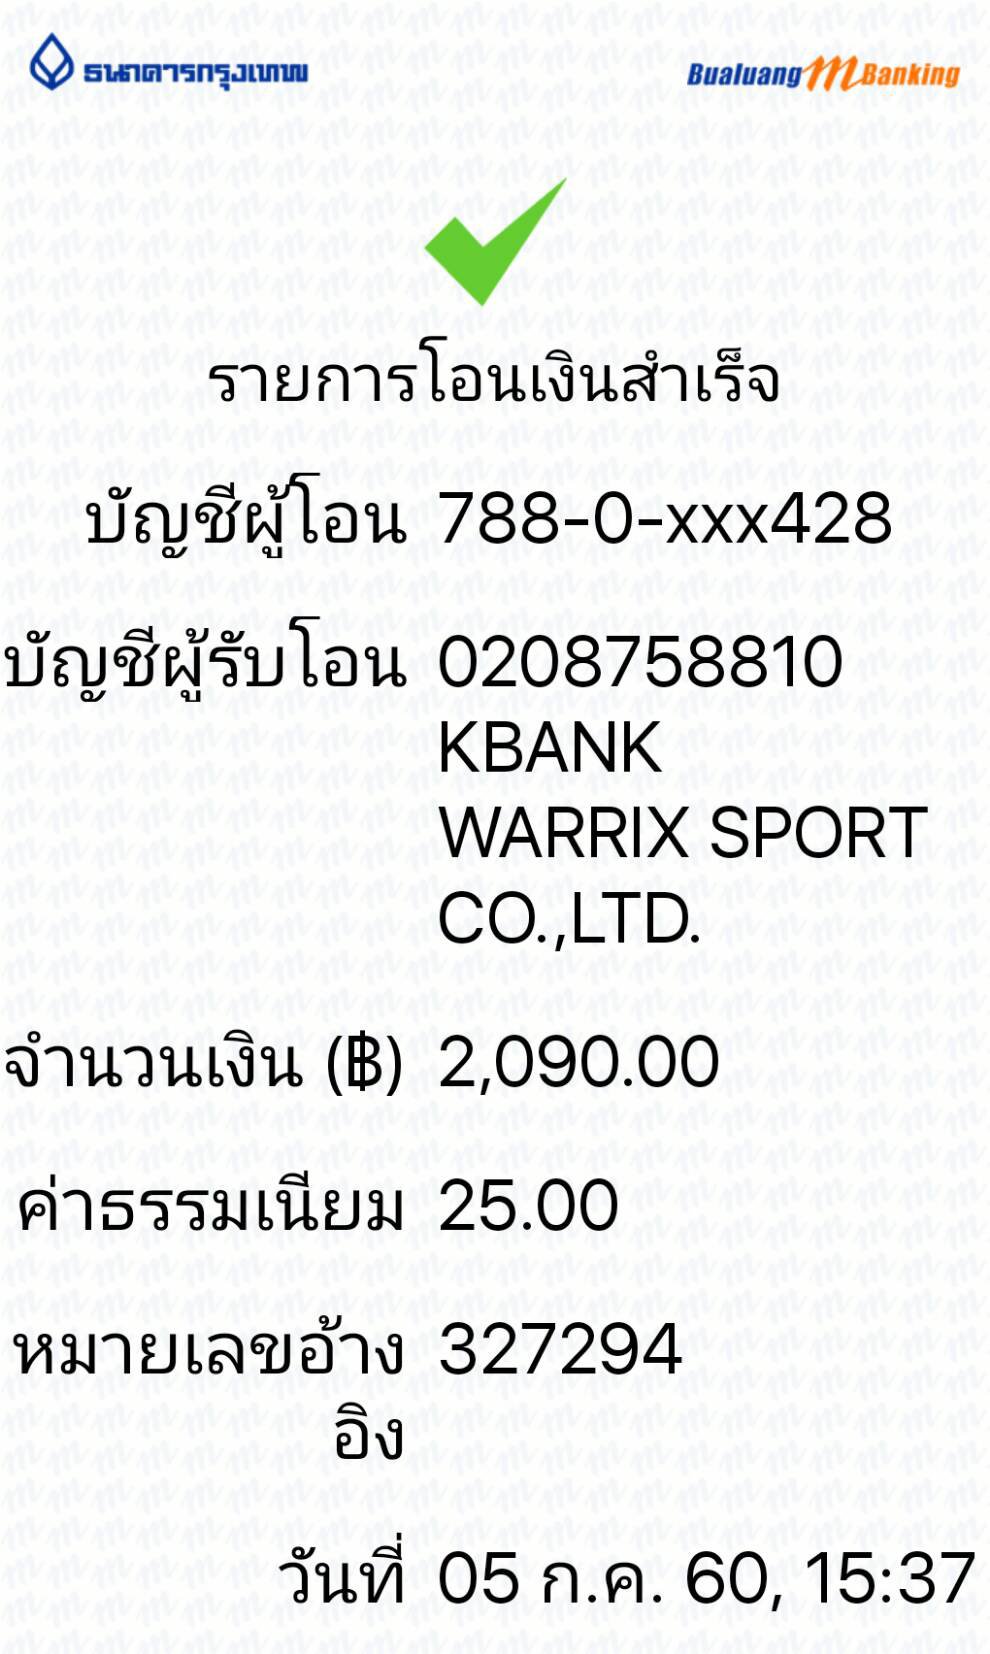 ธนาคารกรุงเทพ
Bualuang m Banking
รายการโอนเงินสำเร็จ
บัญชีผู้โอน 788-0-xxx428
บัญชีผู้รับโอน 0208758810
KBANK
WARRIX SPORT
CO.,LTD.
จำนวนเงิน (฿) 2,090.00
ค่าธรรมเนียม 25.00
หมายเลขอ้าง 327294
อิง
วันที่ 05 ก.ค. 60, 15:37